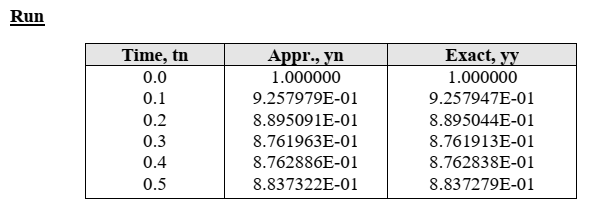 Run
Time, tn Appr., yn Exact, yy
0.0 1.000000 1.000000
0.1 9.257979E-01 9.257947E-01
0.2 8.895091E-01 8.895044E-01
0.3 8.761963E-01 8.761913E-01
0.4 8.762886E-01 8.762838E-01
0.5 8.837322E-01 8.837279E-01